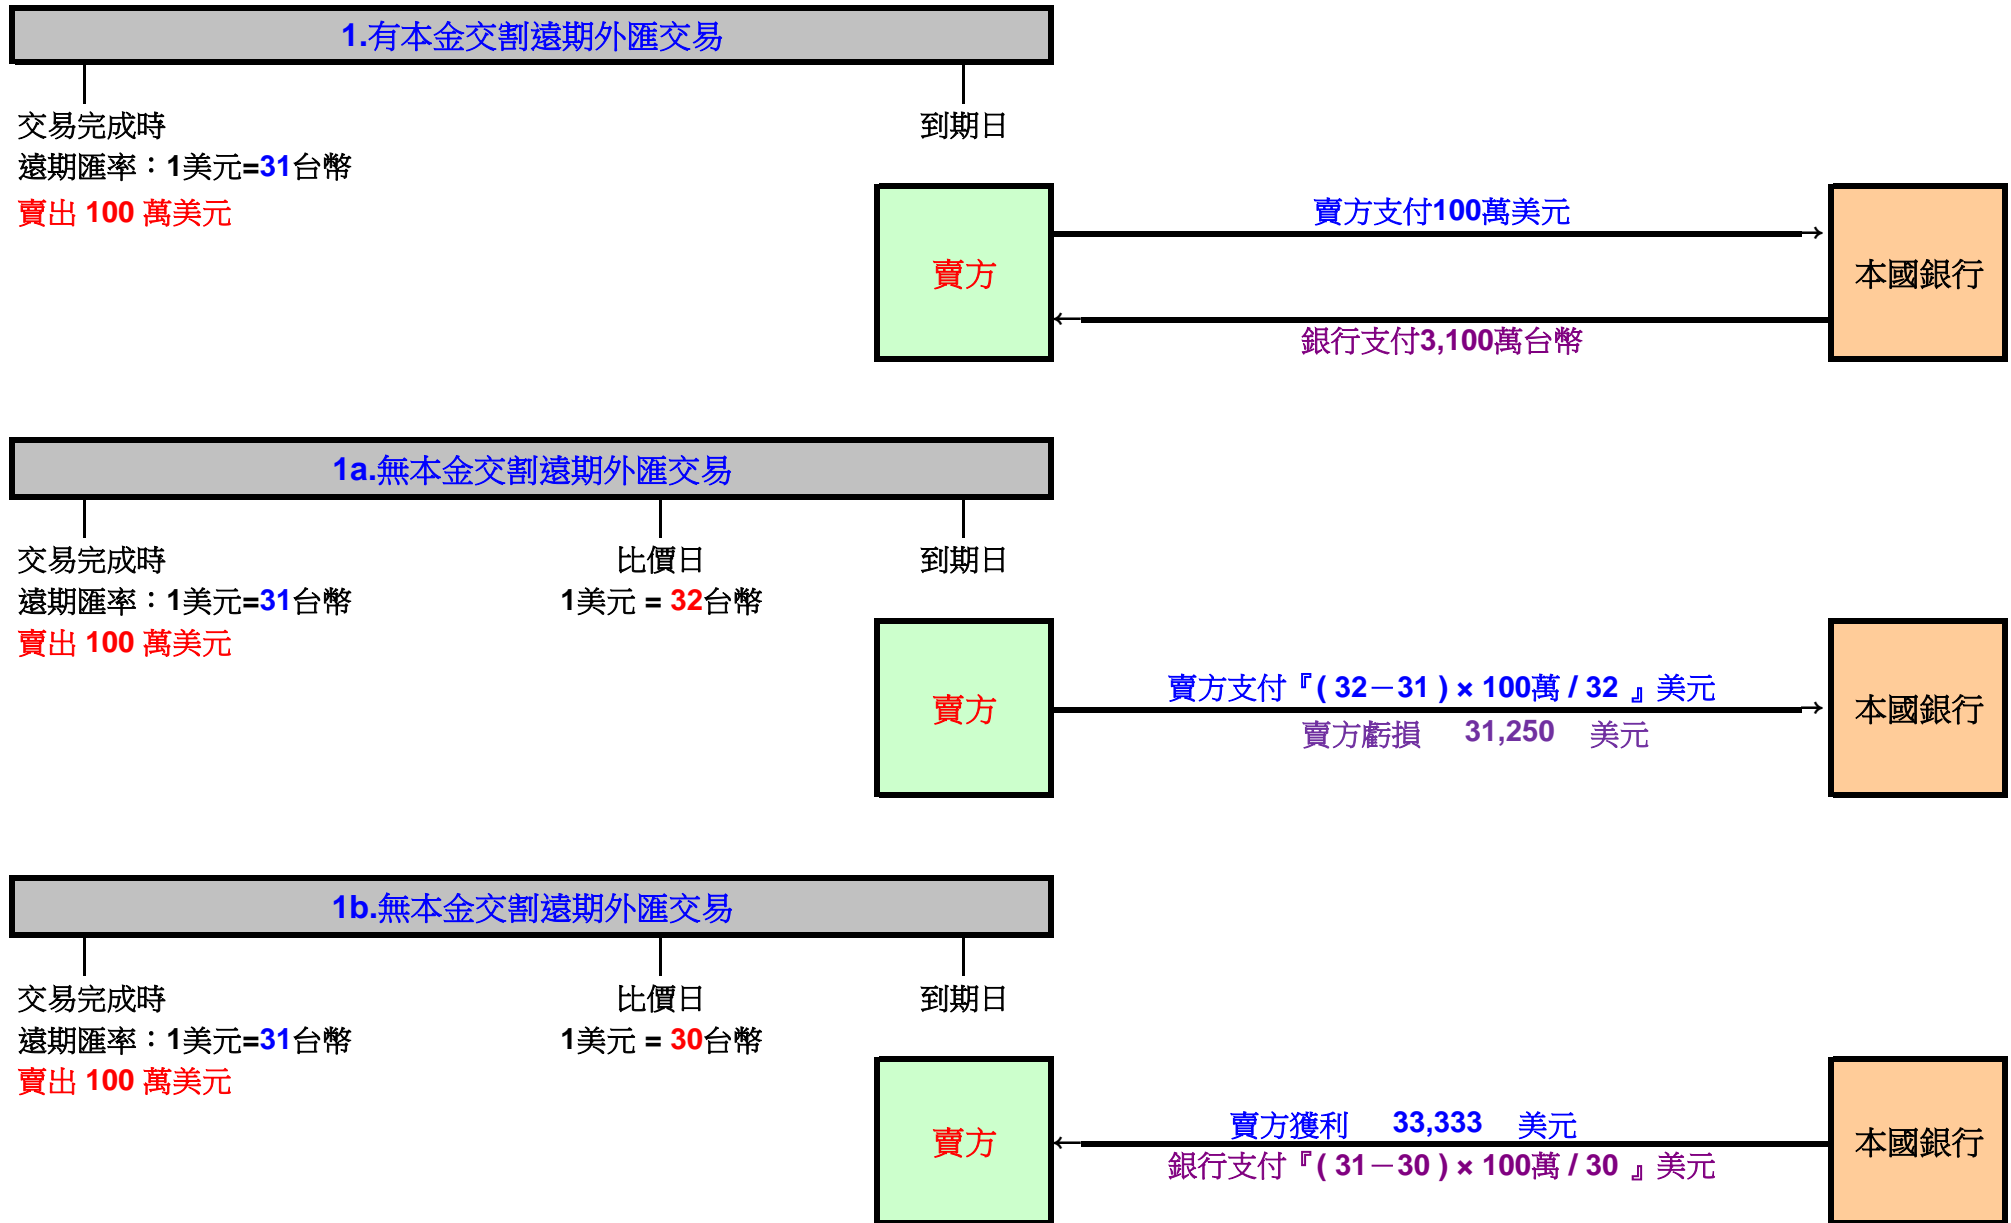 1.有本金交割遠期外匯交易
交易完成時
到期日
遠期匯率：1美元=31台幣
賣出 100 萬美元
賣方支付100萬美元
→
賣方
本國銀行
←
銀行支付3,100萬台幣
1a.無本金交割遠期外匯交易
交易完成時
比價日
到期日
遠期匯率：1美元=31台幣
1美元 = 32台幣
賣出 100 萬美元
賣方支付『( 32－31 ) × 100萬 / 32 』美元
賣方
→
本國銀行
賣方虧損 31,250 美元
1b.無本金交割遠期外匯交易
交易完成時
比價日
到期日
遠期匯率：1美元=31台幣
1美元 = 30台幣
賣出 100 萬美元
賣方獲利 33,333 美元
賣方
←
本國銀行
銀行支付『( 31－30 ) × 100萬 / 30 』美元